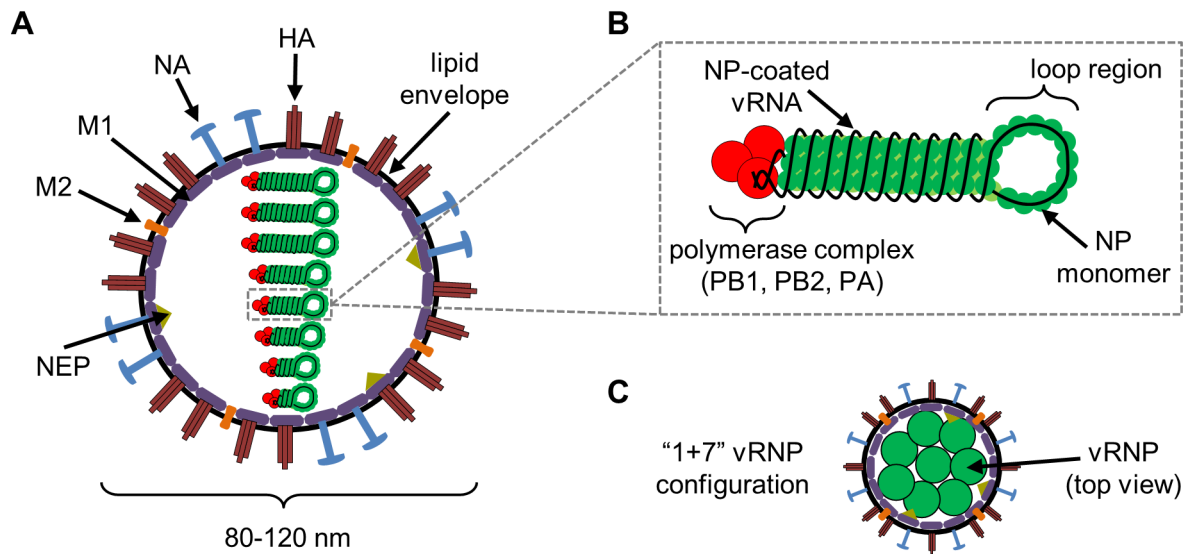 A
HA
NA
lipid
envelope
M1
M2
NEP
80-120 nm
B
NP-coated
vRNA
loop region
polymerase complex
(PB1, PB2, PA)
NP
monomer
C
“1+7” vRNP
configuration
vRNP
(top view)